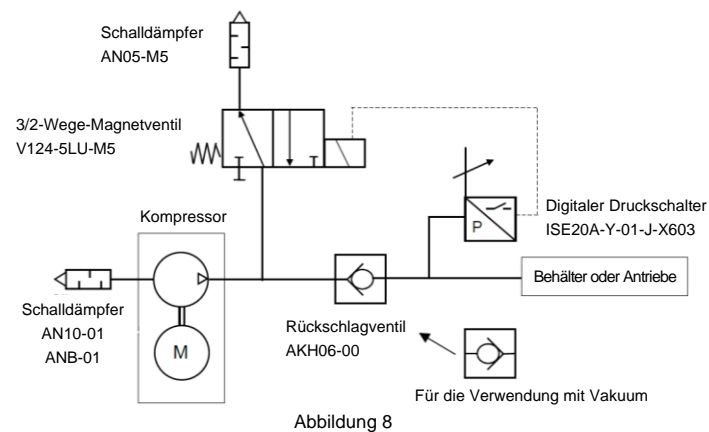 Schalldämpfer
AN05-M5
3/2-Wege-Magnetventil
V124-5LU-M5
Kompressor
Digitaler Druckschalter
ISE20A-Y-01-J-X603
P
Behälter oder Antriebe
Schalldämpfer
AN10-01
ANB-01
M
Rückschlagventil
AKH06-00
Für die Verwendung mit Vakuum
Abbildung 8